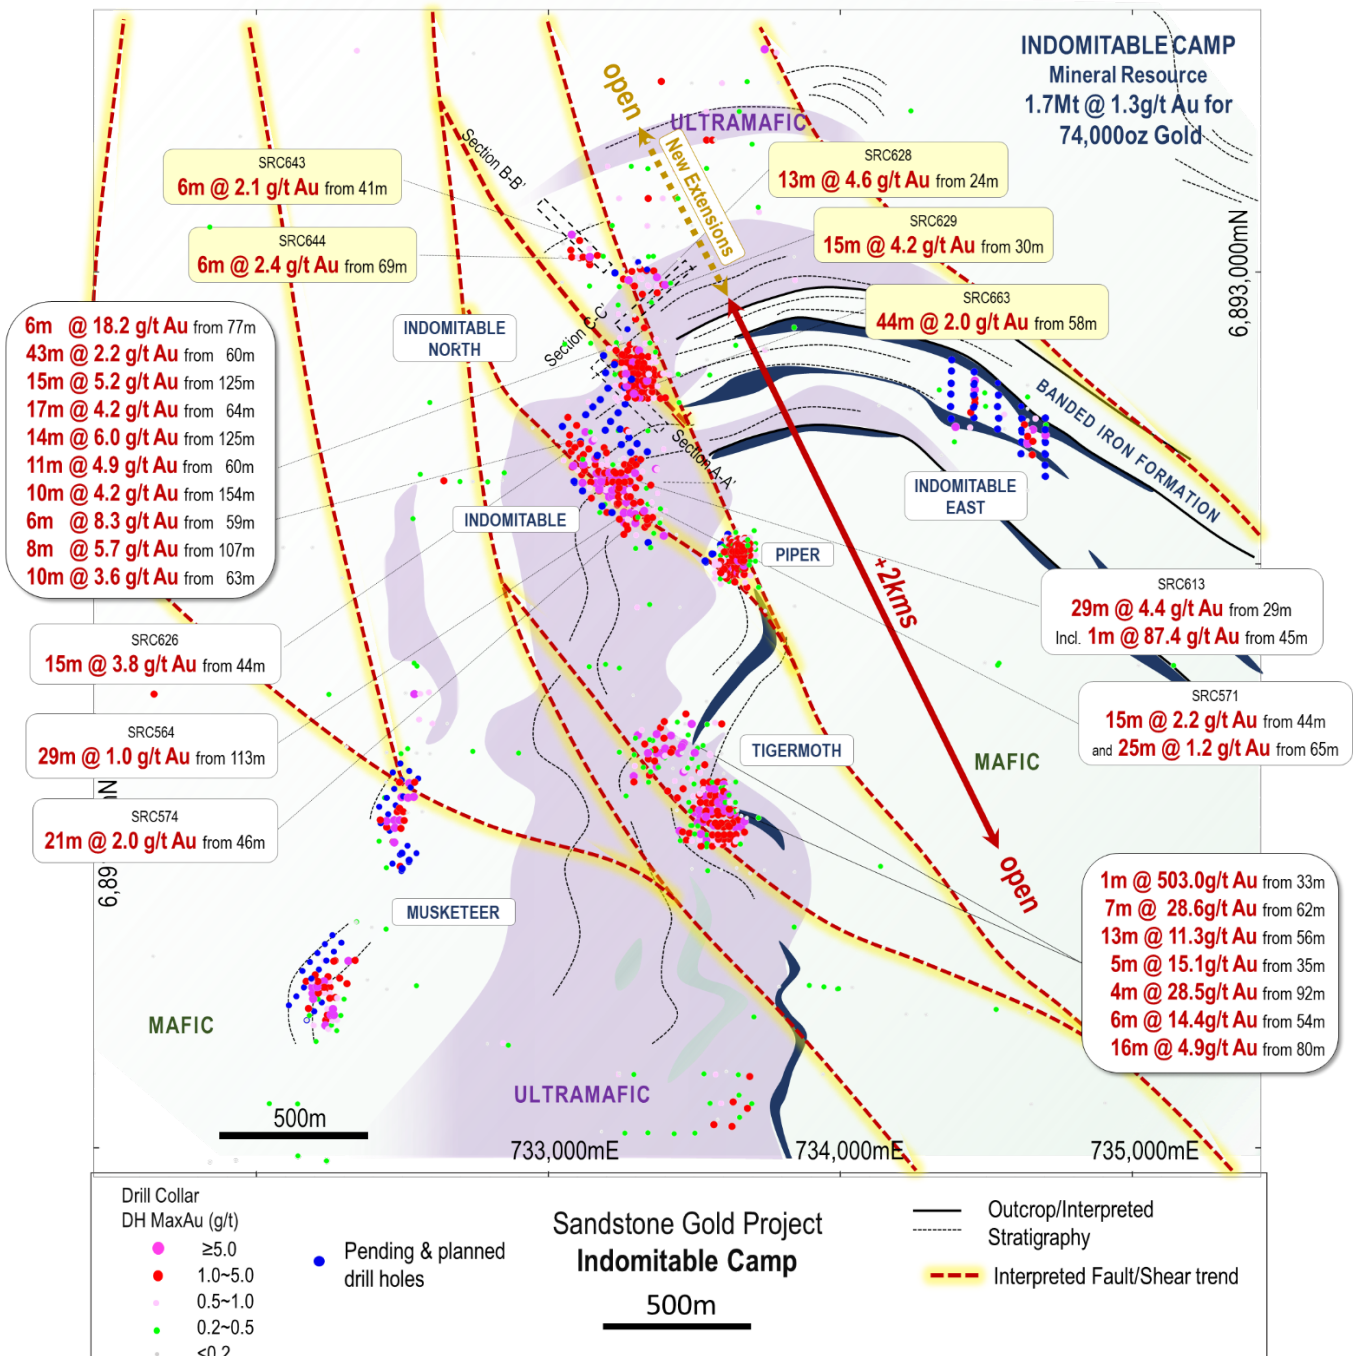 INDOMITABLE CAMP
Mineral Resource
1.7Mt @ 1.3g/t Au for
74,000oz Gold
open
ULTRAMAFIC
New Extensions
Section B-B'
SRC643
6m @ 2.1 g/t Au from 41m
SRC628
13m @ 4.6 g/t Au from 24m
SRC644
6m @ 2.4 g/t Au from 69m
SRC629
15m @ 4.2 g/t Au from 30m
SRC663
44m @ 2.0 g/t Au from 58m
6,893,000mN
6m @ 18.2 g/t Au from 77m
43m @ 2.2 g/t Au from 60m
15m @ 5.2 g/t Au from 125m
17m @ 4.2 g/t Au from 64m
14m @ 6.0 g/t Au from 125m
11m @ 4.9 g/t Au from 60m
10m @ 4.2 g/t Au from 154m
6m @ 8.3 g/t Au from 59m
8m @ 5.7 g/t Au from 107m
10m @ 3.6 g/t Au from 63m
INDOMITABLE
NORTH
Section C-C'
Section A-A'
BANDED IRON FORMATION
INDOMITABLE
EAST
INDOMITABLE
PIPER
+2kms
SRC613
29m @ 4.4 g/t Au from 29m
Incl. 1m @ 87.4 g/t Au from 45m
SRC626
15m @ 3.8 g/t Au from 44m
SRC571
15m @ 2.2 g/t Au from 44m
and 25m @ 1.2 g/t Au from 65m
SRC564
29m @ 1.0 g/t Au from 113m
TIGERMOTH
MAFIC
SRC574
21m @ 2.0 g/t Au from 46m
6,89
N
open
1m @ 503.0g/t Au from 33m
7m @ 28.6g/t Au from 62m
13m @ 11.3g/t Au from 56m
5m @ 15.1g/t Au from 35m
4m @ 28.5g/t Au from 92m
6m @ 14.4g/t Au from 54m
16m @ 4.9g/t Au from 80m
MUSKETEER
MAFIC
ULTRAMAFIC
500m
733,000mE
734,000mE
735,000mE
Drill Collar
DH MaxAu (g/t)
≥5.0
1.0~5.0
0.5~1.0
0.2~0.5
<0.2
Pending & planned
drill holes
Sandstone Gold Project
Indomitable Camp
500m
Outcrop/Interpreted
Stratigraphy
Interpreted Fault/Shear trend